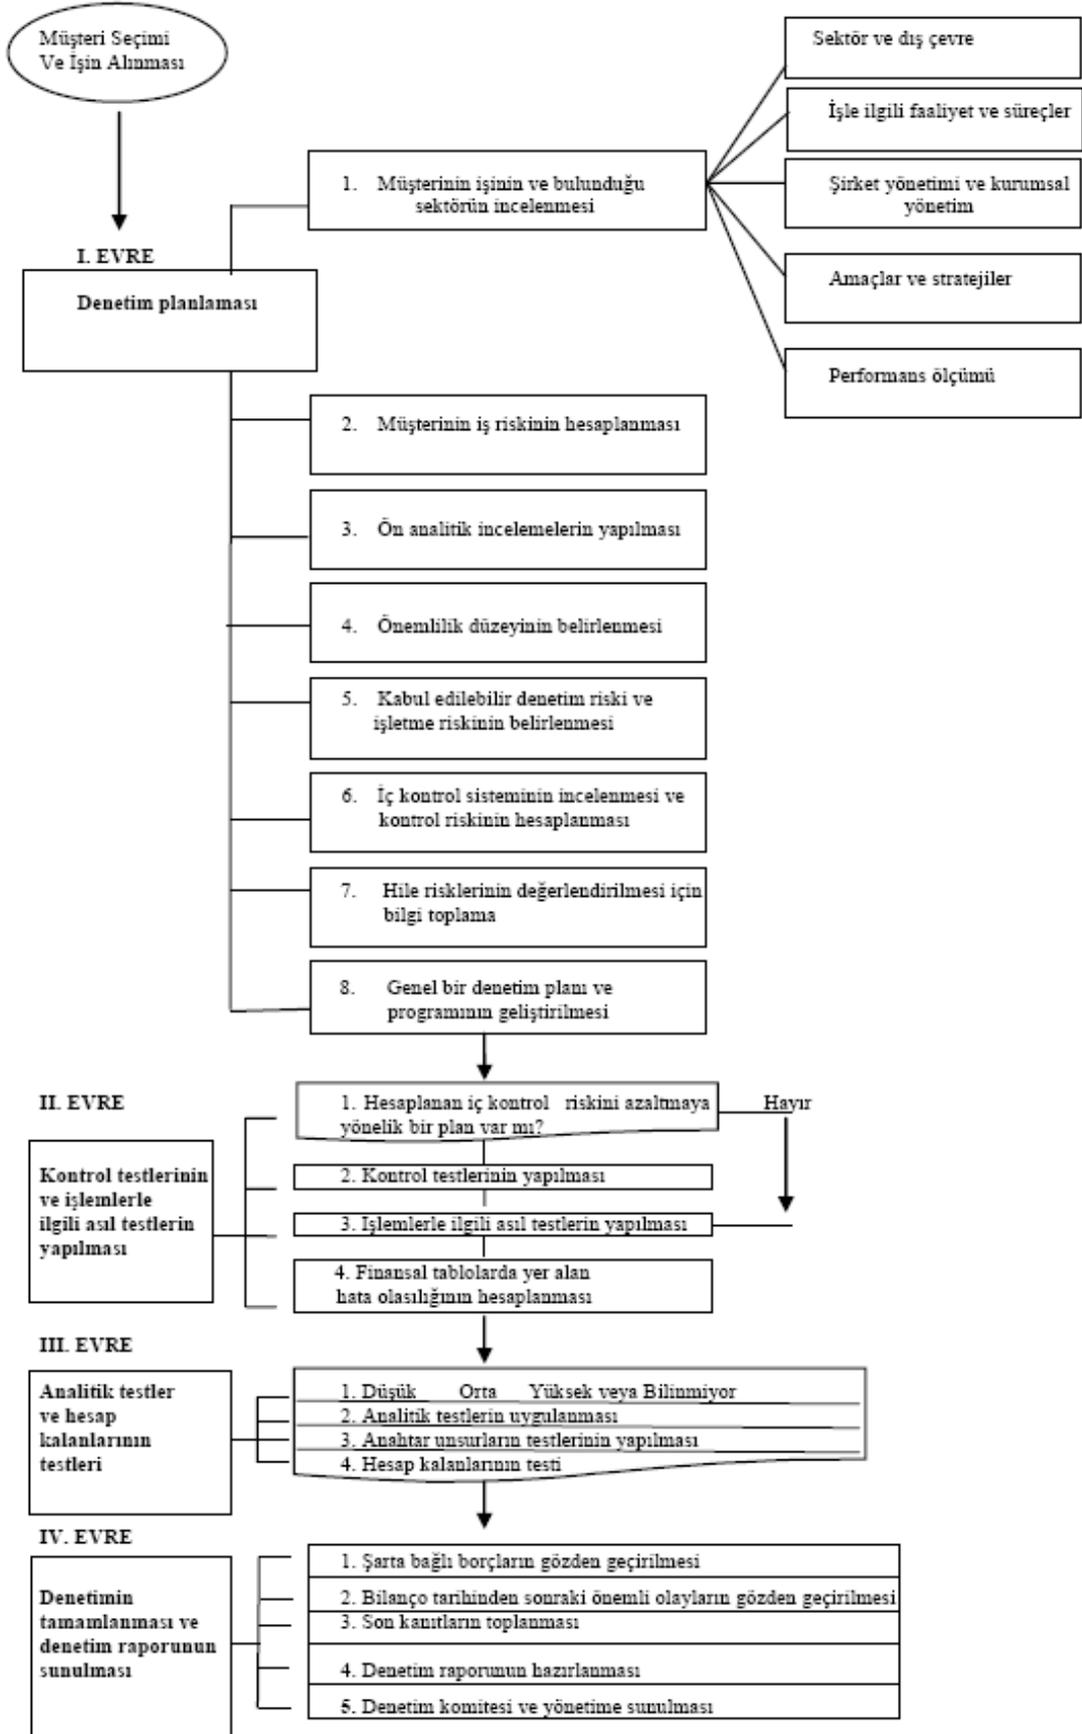 Müşteri Seçimi
Ve İşin Alınması
Sektör ve dış çevre
İşle ilgili faaliyet ve süreçler
1. Müşterinin işinin ve bulunduğu
sektörün incelenmesi
Şirket yönetimi ve kurumsal
yönetim
I. EVRE
Denetim planlaması
Amaçlar ve stratejiler
Performans ölçümü
2. Müşterinin iş riskinin hesaplanması
3. Ön analitik incelemelerin yapılması
4. Önemlilik düzeyinin belirlenmesi
5. Kabul edilebilir denetim riski ve
işletme riskinin belirlenmesi
6. İç kontrol sisteminin incelenmesi ve
kontrol riskinin hesaplanması
7. Hile risklerinin değerlendirilmesi için
bilgi toplama
8. Genel bir denetim planı ve
programının geliştirilmesi
II. EVRE
1. Hesaplanan iç kontrol riskini azaltmaya
yönelik bir plan var mı?
Hayır
Kontrol testlerinin
ve işlemlerle
ilgili asıl testlerin
yapılması
2. Kontrol testlerinin yapılması
3. Işlemlerle ilgili asıl testlerin yapılması
4. Finansal tablolarda yer alan
hata olasılığının hesaplanması
III. EVRE
Analitik testler
ve hesap
kalanlarının
testleri
1. Düşük Orta Yüksek veya Bilinmiyor
2. Analitik testlerin uygulanması
3. Anahtar unsurların testlerinin yapılması
4. Hesap kalanlarının testi
IV. EVRE
Denetimin
tamamlanması ve
denetim raporunun
sunulması
1. Şarta bağlı borçların gözden geçirilmesi
2. Bilanço tarihinden sonraki önemli olayların gözden geçirilmesi
3. Son kanıtların toplanması
4. Denetim raporunun hazırlanması
5. Denetim komitesi ve yönetime sunulması